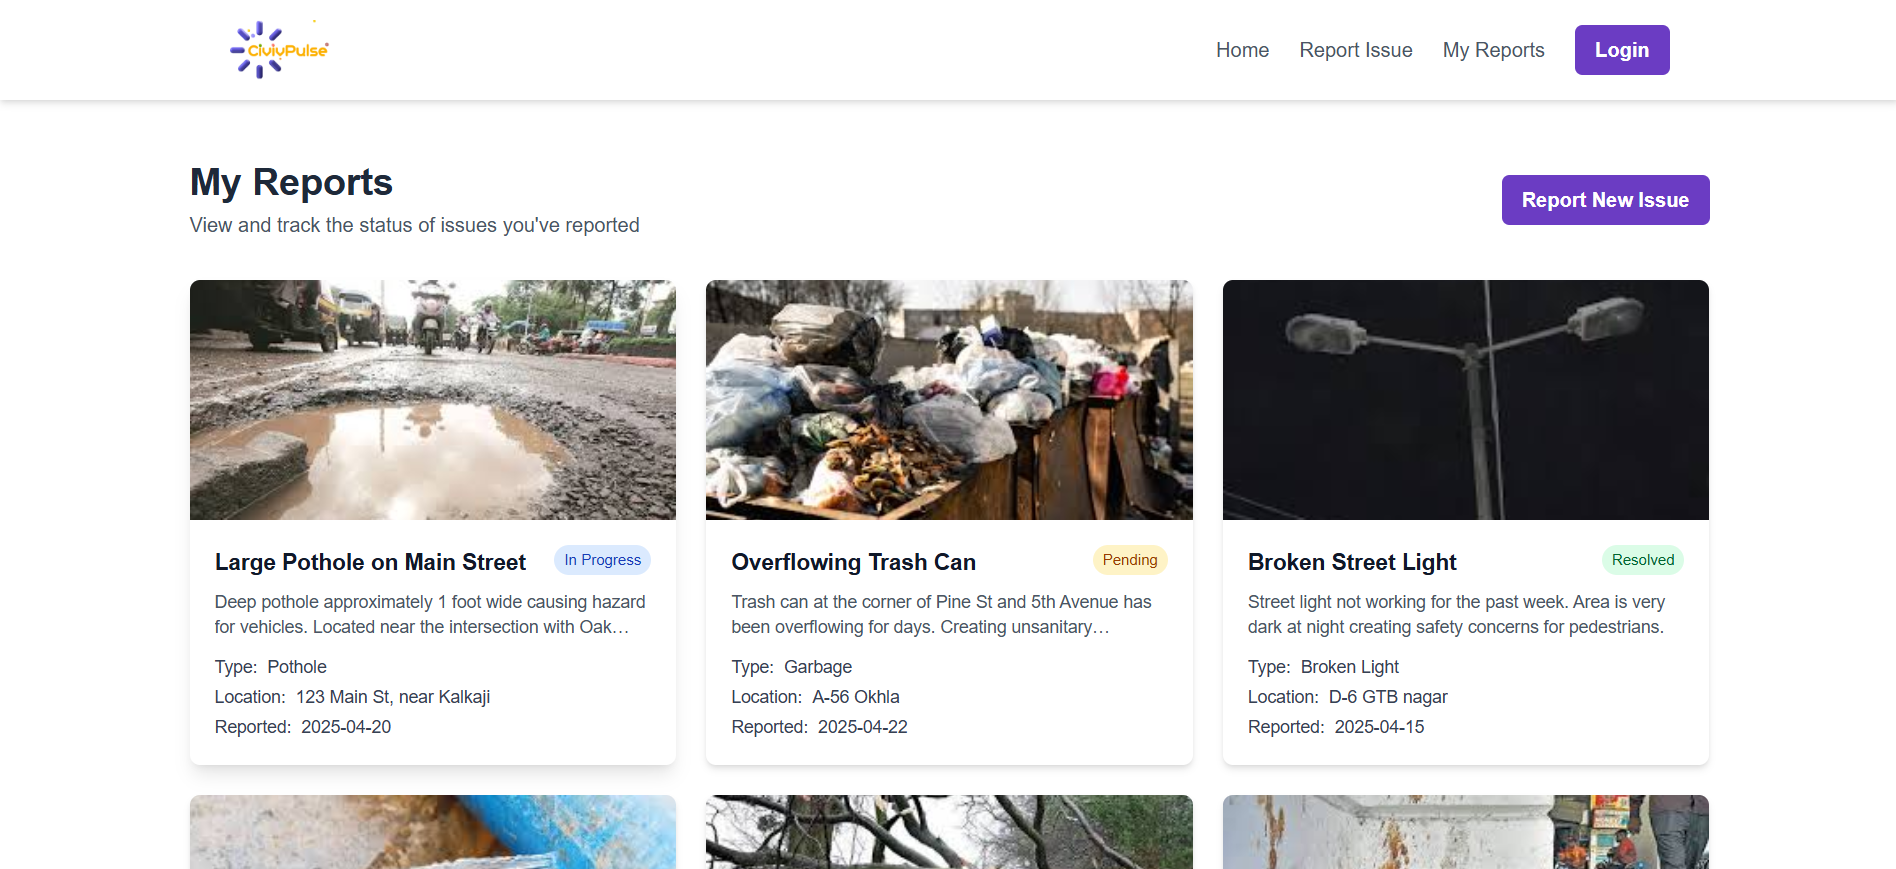 CiviyPulse
Home
Report Issue
My Reports
Login
My Reports
View and track the status of issues you've reported
Report New Issue
Large Pothole on Main Street
In Progress
Deep pothole approximately 1 foot wide causing hazard
for vehicles. Located near the intersection with Oak…
Type: Pothole
Location: 123 Main St, near Kalkaji
Reported: 2025-04-20
Overflowing Trash Can
Pending
Trash can at the corner of Pine St and 5th Avenue has
been overflowing for days. Creating unsanitary…
Type: Garbage
Location: A-56 Okhla
Reported: 2025-04-22
Broken Street Light
Resolved
Street light not working for the past week. Area is very
dark at night creating safety concerns for pedestrians.
Type: Broken Light
Location: D-6 GTB nagar
Reported: 2025-04-15